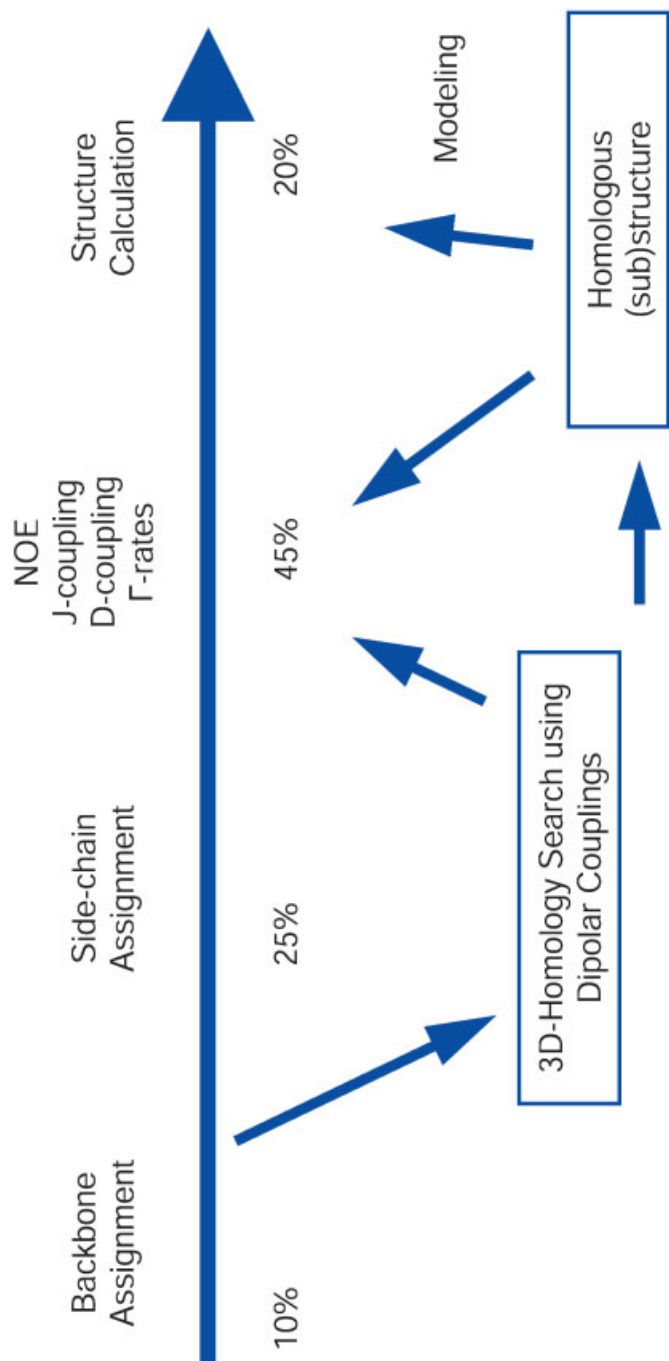 Backbone
Assignment
Side-chain
Assignment
NOE
J-coupling
D-coupling
Γ-rates
Structure
Calculation
10%
25%
45%
20%
Modeling
3D-Homology Search using
Dipolar Couplings
Homologous
(sub)structure